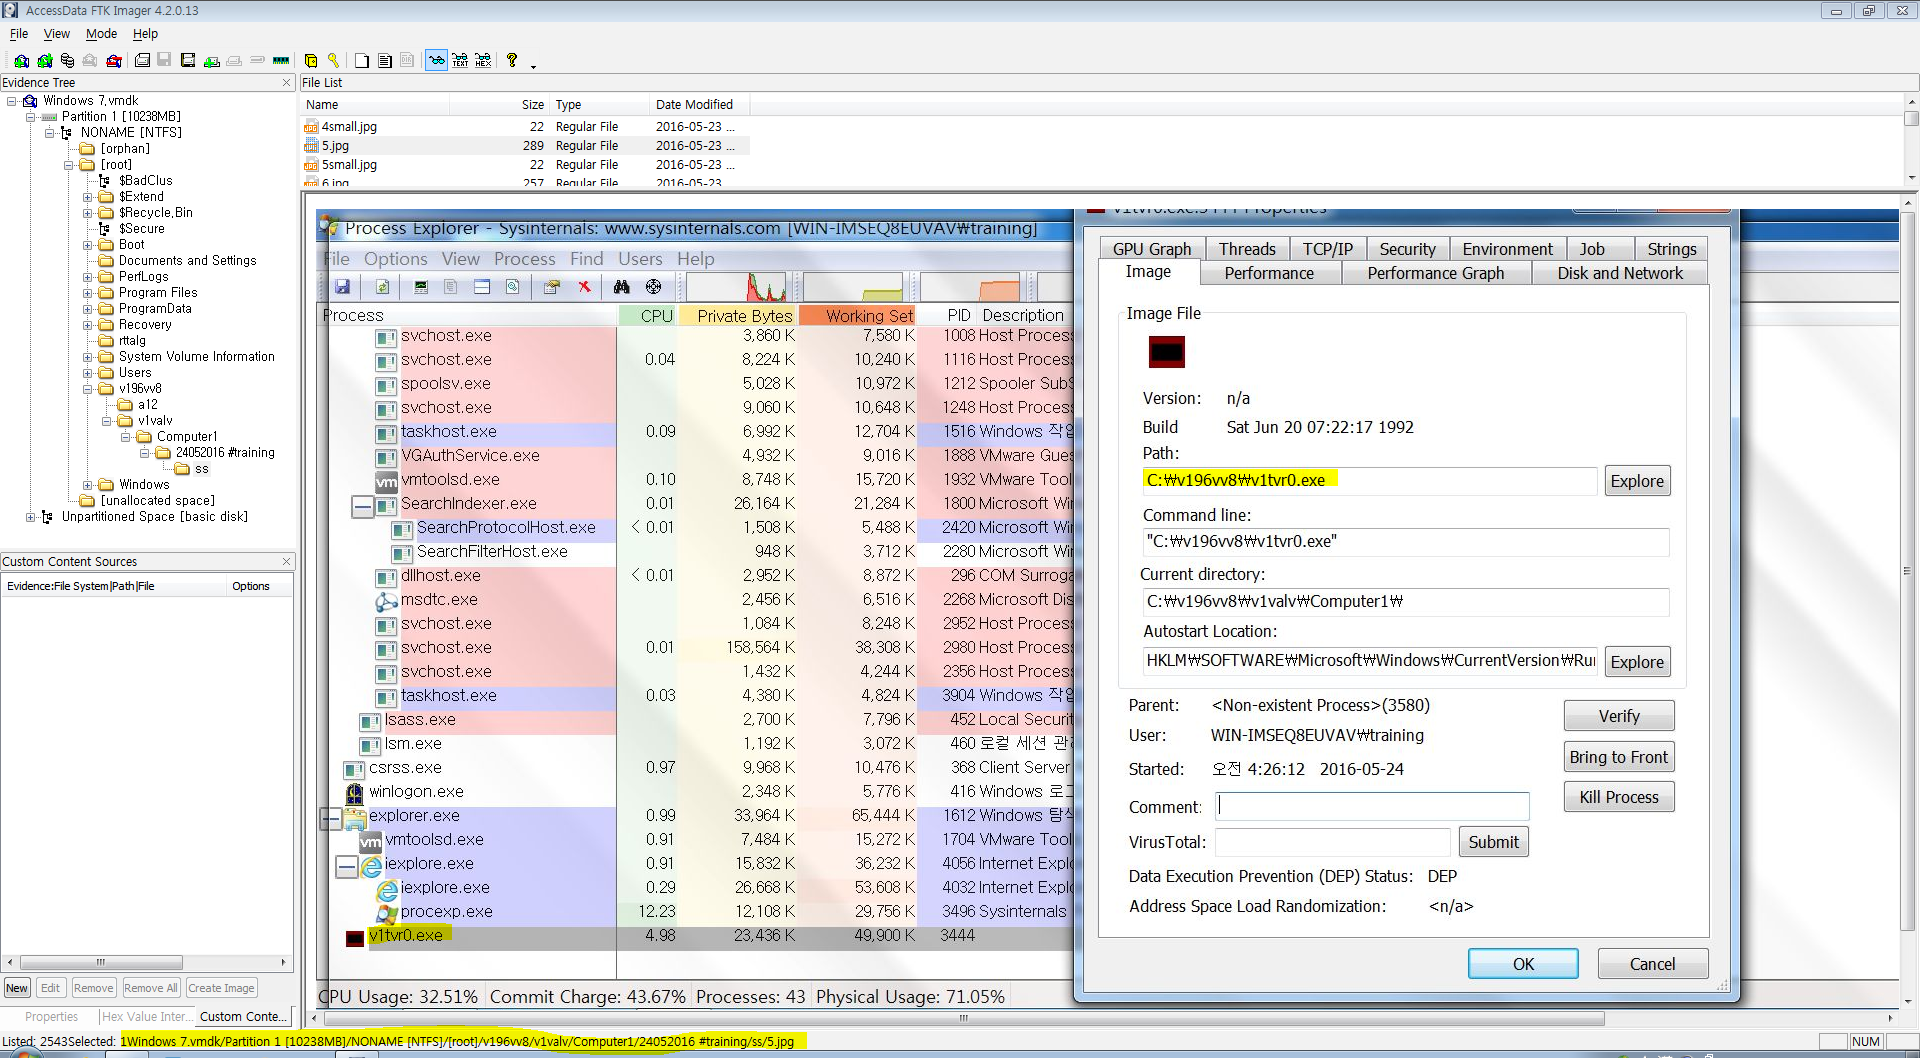 AccessData FTK Imager 4.2.0.13
File View Mode Help
Evidence Tree
Windows 7.vmdk
Partition 1 [10238MB]
NONAME [NTFS]
[orphan]
[root]
$BadClus
$Extend
$Recycle.Bin
$Secure
Boot
Documents and Settings
PerfLogs
Program Files
ProgramData
Recovery
rttalg
System Volume Information
Users
v196vv8
a12
v1valv
Computer1
24052016 #training
ss
Windows
[unallocated space]
Unpartitioned Space [basic disk]
Custom Content Sources
Evidence:File System|Path|File Options
New Edit Remove Remove All Create Image
Properties Hex Value Inter... Custom Conte...
File List
Name Size Type Date Modified
4small.jpg 22 Regular File 2016-05-23 ...
5.jpg 289 Regular File 2016-05-23 ...
5small.jpg 22 Regular File 2016-05-23 ...
6.jpg 257 Regular File 2016-05-23
Process Explorer - Sysinternals: www.sysinternals.com [WIN-IMSEQ8EUVAV₩training]
File Options View Process Find Users Help
Process CPU Private Bytes Working Set PID Description
svchost.exe 3,860 K 7,580 K 1008 Host Process
svchost.exe 0.04 8,224 K 10,240 K 1116 Host Process
spoolsv.exe 5,028 K 10,972 K 1212 Spooler SubS
svchost.exe 9,060 K 10,648 K 1248 Host Process
taskhost.exe 0.09 6,992 K 12,704 K 1516 Windows 작업
VGAuthService.exe 4,932 K 9,016 K 1888 VMware Gues
vmtoolsd.exe 0.10 8,748 K 15,720 K 1932 VMware Tool
SearchIndexer.exe 0.01 26,164 K 21,284 K 1800 Microsoft Wi
SearchProtocolHost.exe < 0.01 1,508 K 5,488 K 2420 Microsoft Wi
SearchFilterHost.exe 948 K 3,712 K 2280 Microsoft Wi
dllhost.exe < 0.01 2,952 K 8,872 K 296 COM Surroga
msdtc.exe 2,456 K 6,516 K 2268 Microsoft Dis
svchost.exe 1,084 K 8,248 K 2952 Host Process
svchost.exe 0.01 158,564 K 38,308 K 2980 Host Process
svchost.exe 1,432 K 4,244 K 2356 Host Process
taskhost.exe 0.03 4,380 K 4,824 K 3904 Windows 작업
lsass.exe 2,700 K 7,796 K 452 Local Securit
lsm.exe 1,192 K 3,072 K 460 로컬 세션 관리
csrss.exe 0.97 9,968 K 10,476 K 368 Client Server
winlogon.exe 2,348 K 5,776 K 416 Windows 로그
explorer.exe 0.99 33,964 K 65,444 K 1612 Windows 탐색
vmtoolsd.exe 0.91 7,484 K 15,272 K 1704 VMware Tool
iexplore.exe 0.91 15,832 K 36,232 K 4056 Internet Explo
iexplore.exe 0.29 26,668 K 53,608 K 4032 Internet Explo
procexp.exe 12.23 12,108 K 29,756 K 3496 Sysinternals
v1tvr0.exe 4.98 23,436 K 49,900 K 3444
CPU Usage: 32.51% Commit Charge: 43.67% Processes: 43 Physical Usage: 71.05%
Properties
GPU Graph Threads TCP/IP Security Environment Job Strings
Image Performance Performance Graph Disk and Network
Image File
Version: n/a
Build Sat Jun 20 07:22:17 1992
Path:
C:₩v196vv8₩v1tvr0.exe Explore
Command line:
"C:₩v196vv8₩v1tvr0.exe"
Current directory:
C:₩v196vv8₩v1valv₩Computer1₩
Autostart Location:
HKLM₩SOFTWARE₩Microsoft₩Windows₩CurrentVersion₩Ru Explore
Parent: <Non-existent Process>(3580)
Verify
User: WIN-IMSEQ8EUVAV₩training
Bring to Front
Started: 오전 4:26:12 2016-05-24
Kill Process
Comment:
VirusTotal: Submit
Data Execution Prevention (DEP) Status: DEP
Address Space Load Randomization: <n/a>
OK Cancel
Listed: 2543Selected: 1Windows 7.vmdk/Partition 1 [10238MB]/NONAME [NTFS]/[root]/v196vv8/v1valv/Computer1/24052016 #training/ss/5.jpg NUM